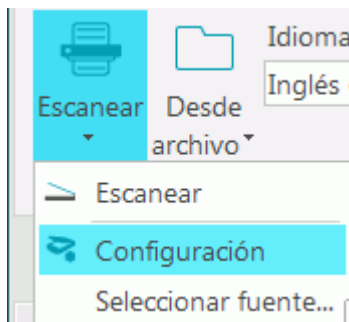 Idioma
Inglés
Escanear
Desde
archivo
Escanear
Configuración
Seleccionar fuente...